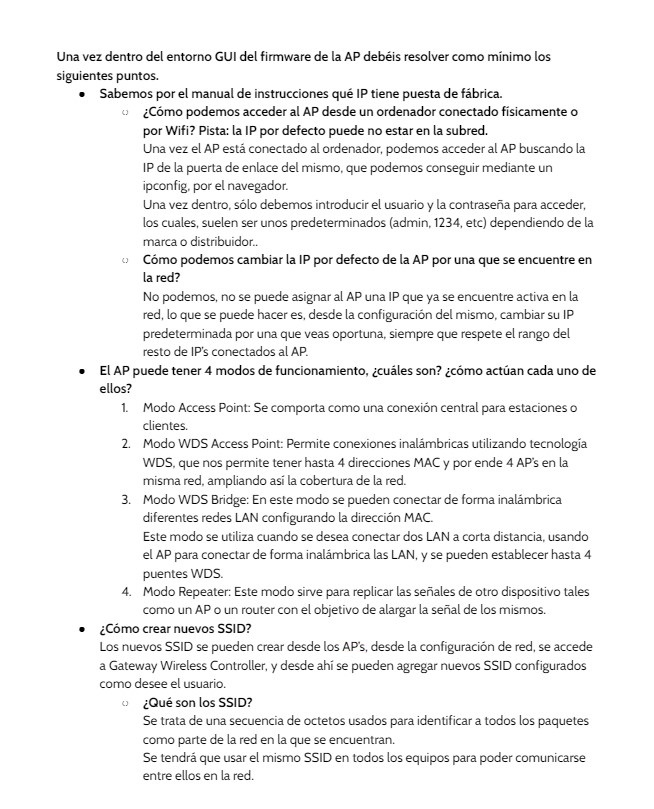 Una vez dentro del entorno GUI del firmware de la AP debéis resolver como mínimo los
siguientes puntos.
● Sabemos por el manual de instrucciones qué IP tiene puesta de fábrica.
○ ¿Cómo podemos acceder al AP desde un ordenador conectado físicamente o
por Wifi? Pista: la IP por defecto puede no estar en la subred.
Una vez el AP está conectado al ordenador, podemos acceder al AP buscando la
IP de la puerta de enlace del mismo, que podemos conseguir mediante un
ipconfig, por el navegador.
Una vez dentro, sólo debemos introducir el usuario y la contraseña para acceder,
los cuales, suelen ser unos predeterminados (admin, 1234, etc) dependiendo de la
marca o distribuidor..
○ Cómo podemos cambiar la IP por defecto de la AP por una que se encuentre en
la red?
No podemos, no se puede asignar al AP una IP que ya se encuentre activa en la
red, lo que se puede hacer es, desde la configuración del mismo, cambiar su IP
predeterminada por una que veas oportuna, siempre que respete el rango del
resto de IP's conectados al AP.
● El AP puede tener 4 modos de funcionamiento, ¿cuáles son? ¿cómo actúan cada uno de
ellos?
1. Modo Access Point: Se comporta como una conexión central para estaciones o
clientes.
2. Modo WDS Access Point: Permite conexiones inalámbricas utilizando tecnología
WDS, que nos permite tener hasta 4 direcciones MAC y por ende 4 AP's en la
misma red, ampliando así la cobertura de la red.
3. Modo WDS Bridge: En este modo se pueden conectar de forma inalámbrica
diferentes redes LAN configurando la dirección MAC.
Este modo se utiliza cuando se desea conectar dos LAN a corta distancia, usando
el AP para conectar de forma inalámbrica las LAN, y se pueden establecer hasta 4
puentes WDS.
4. Modo Repeater: Este modo sirve para replicar las señales de otro dispositivo tales
como un AP o un router con el objetivo de alargar la señal de los mismos.
● ¿Cómo crear nuevos SSID?
Los nuevos SSID se pueden crear desde los AP's, desde la configuración de red, se accede
a Gateway Wireless Controller, y desde ahí se pueden agregar nuevos SSID configurados
como desee el usuario.
○ ¿Qué son los SSID?
Se trata de una secuencia de octetos usados para identificar a todos los paquetes
como parte de la red en la que se encuentran.
Se tendrá que usar el mismo SSID en todos los equipos para poder comunicarse
entre ellos en la red.